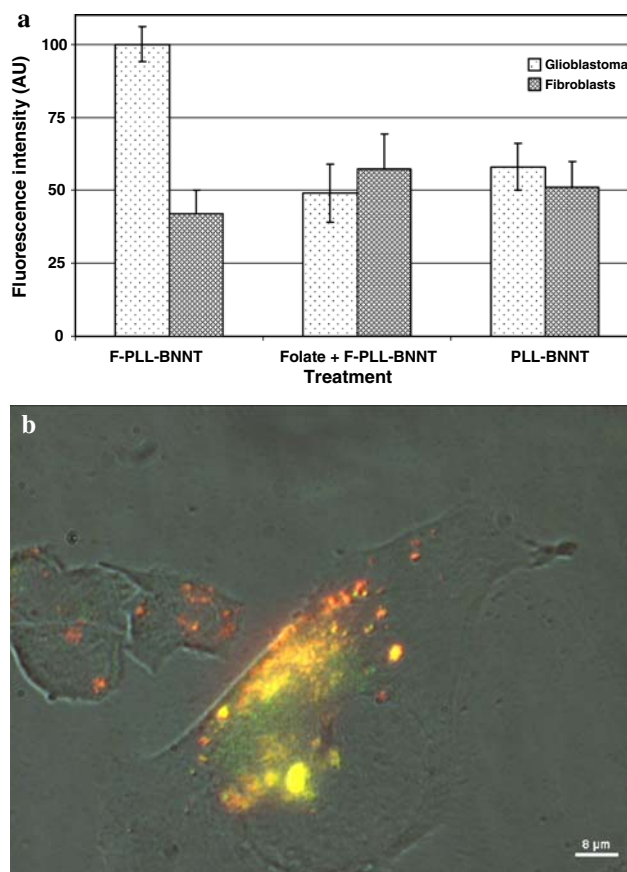 a
Fluorescence intensity (AU)
100
75
50
25
0
Glioblastoma
Fibroblasts
F-PLL-BNNT
Folate + F-PLL-BNNT
PLL-BNNT
Treatment
b
8 µm